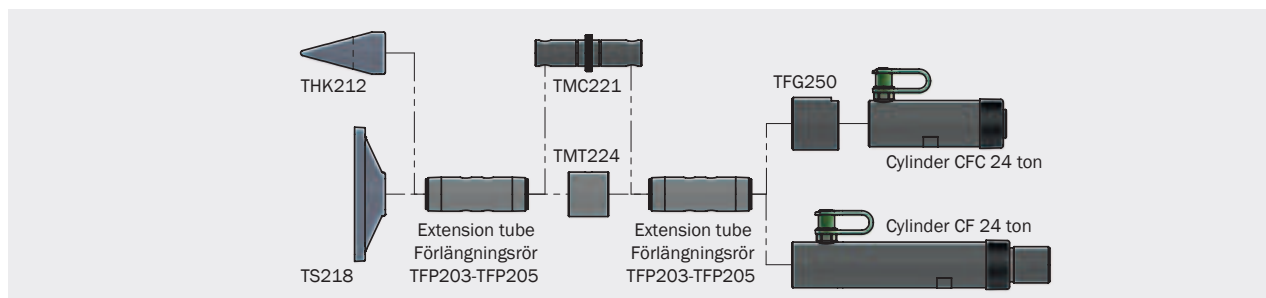 THK212
TMC221
TFG250
TMT224
Cylinder CFC 24 ton
Extension tube
Förlängningsrör
TFP203-TFP205
Extension tube
Förlängningsrör
TFP203-TFP205
Cylinder CF 24 ton
TS218